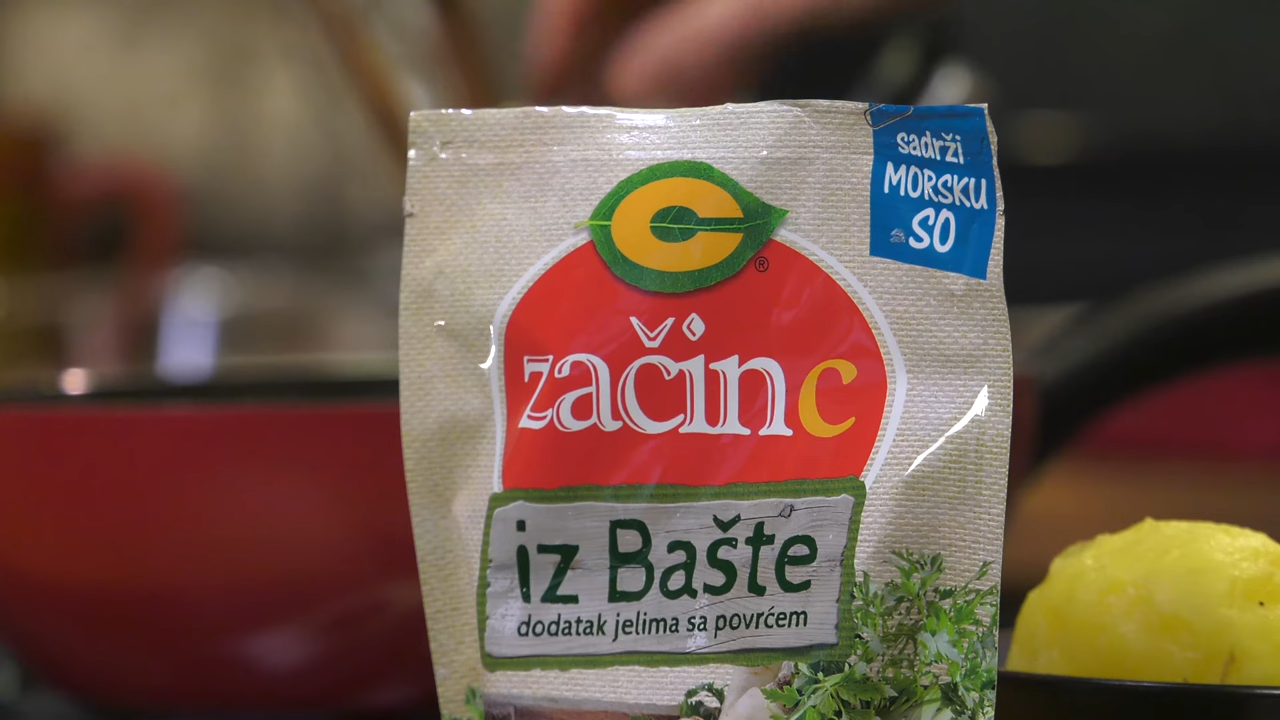 sadrži
MORSKU
SO
C
®
začinc
iz Bašte
dodatak jelima sa povrćem